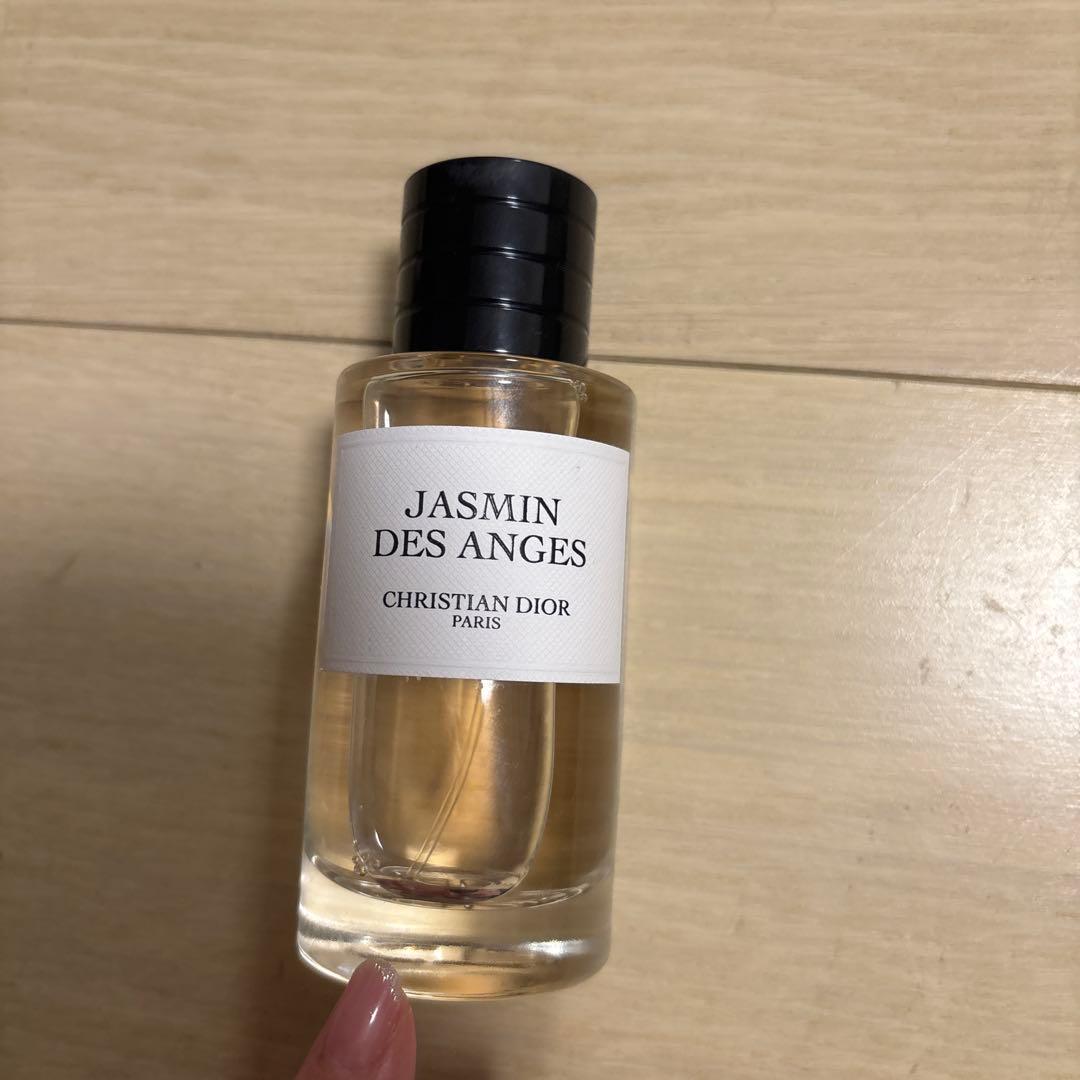 JASMIN
DES ANGES
CHRISTIAN DIOR
PARIS